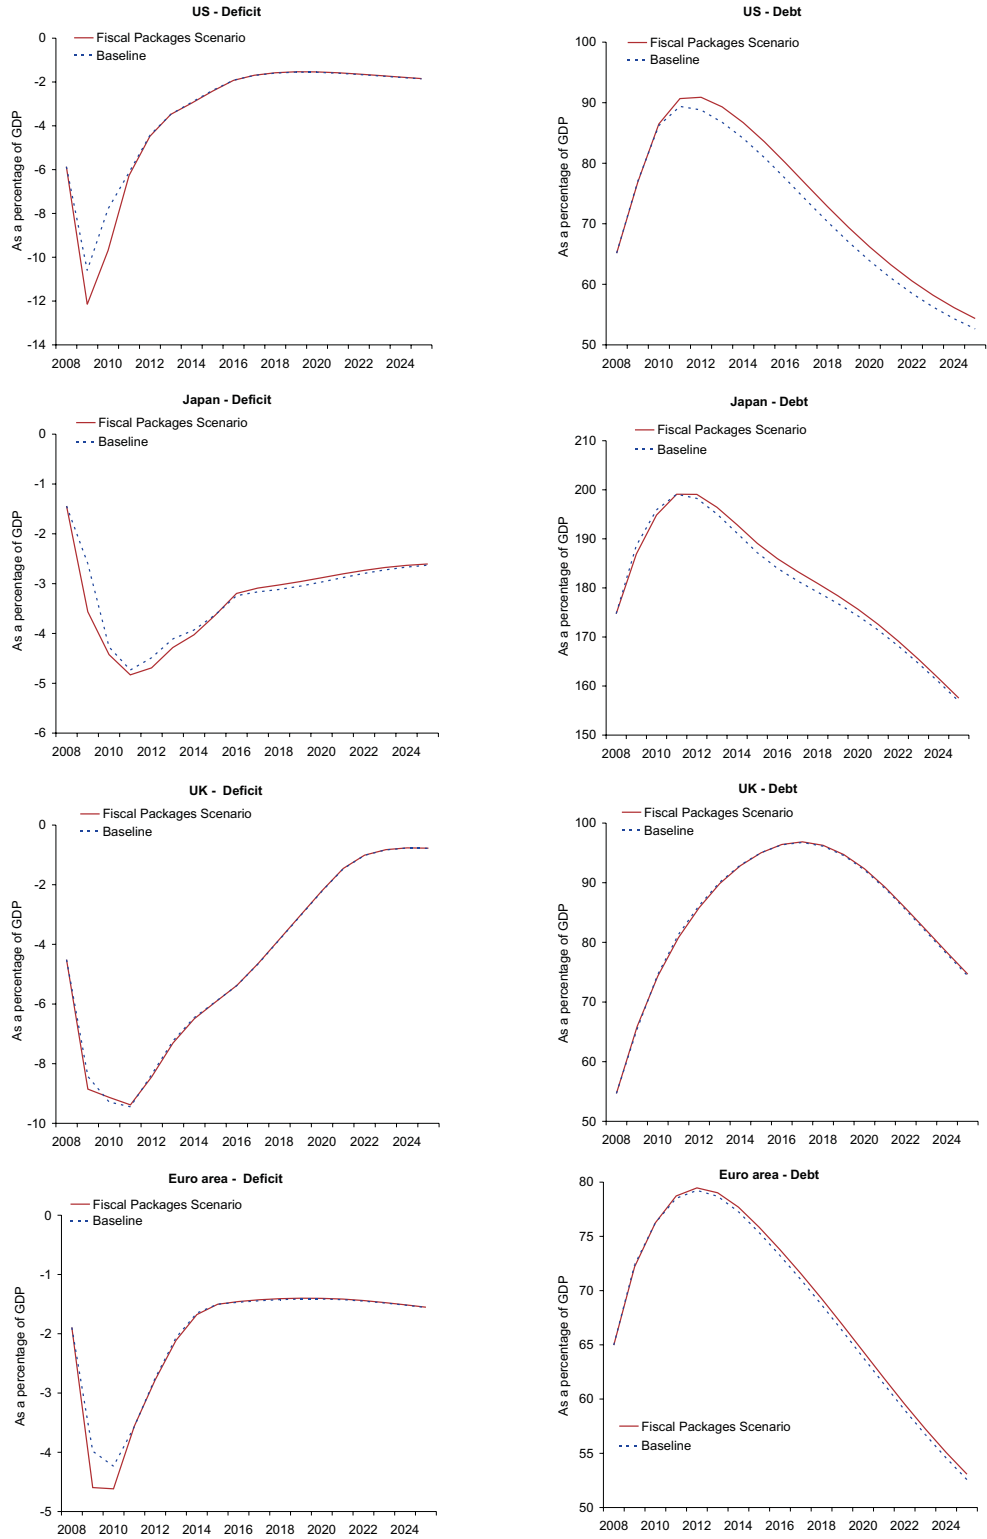 US - Deficit
Fiscal Packages Scenario
Baseline
As a percentage of GDP
0
-2
-4
-6
-8
-10
-12
-14
2008 2010 2012 2014 2016 2018 2020 2022 2024
US - Debt
Fiscal Packages Scenario
Baseline
As a percentage of GDP
100
90
80
70
60
50
2008 2010 2012 2014 2016 2018 2020 2022 2024
Japan - Deficit
Fiscal Packages Scenario
Baseline
As a percentage of GDP
0
-1
-2
-3
-4
-5
-6
2008 2010 2012 2014 2016 2018 2020 2022 2024
Japan - Debt
Fiscal Packages Scenario
Baseline
As a percentage of GDP
210
200
190
180
170
160
150
2008 2010 2012 2014 2016 2018 2020 2022 2024
UK - Deficit
Fiscal Packages Scenario
Baseline
As a percentage of GDP
0
-2
-4
-6
-8
-10
2008 2010 2012 2014 2016 2018 2020 2022 2024
UK - Debt
Fiscal Packages Scenario
Baseline
As a percentage of GDP
100
90
80
70
60
50
2008 2010 2012 2014 2016 2018 2020 2022 2024
Euro area - Deficit
Fiscal Packages Scenario
Baseline
As a percentage of GDP
0
-1
-2
-3
-4
-5
2008 2010 2012 2014 2016 2018 2020 2022 2024
Euro area - Debt
As a percentage of GDP
80
75
70
65
60
55
50
Fiscal Packages Scenario
Baseline
2008 2010 2012 2014 2016 2018 2020 2022 2024